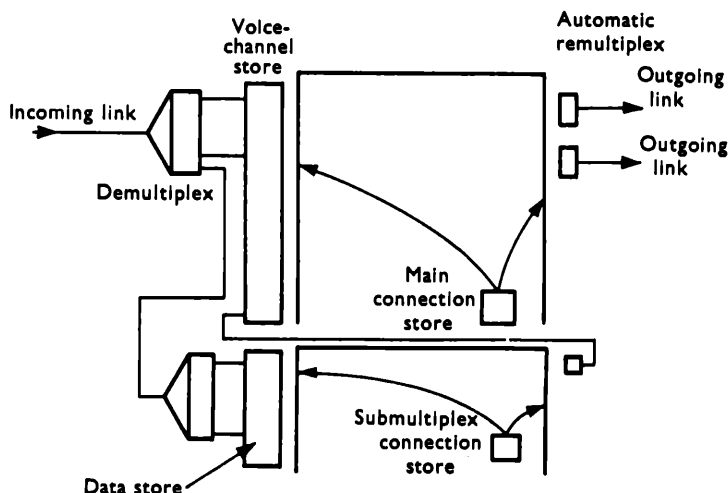 Voice-
channel
store
Automatic
remultiplex
Incoming link
Outgoing
link
Outgoing
link
Demultiplex
Main
connection
store
Submultiplex
connection
store
Data store